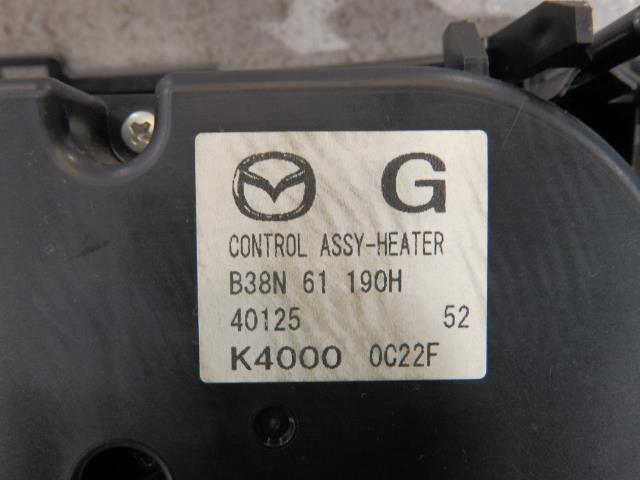 G
CONTROL ASSY-HEATER
B38N 61 190H
40125 52
K4000 0C22F